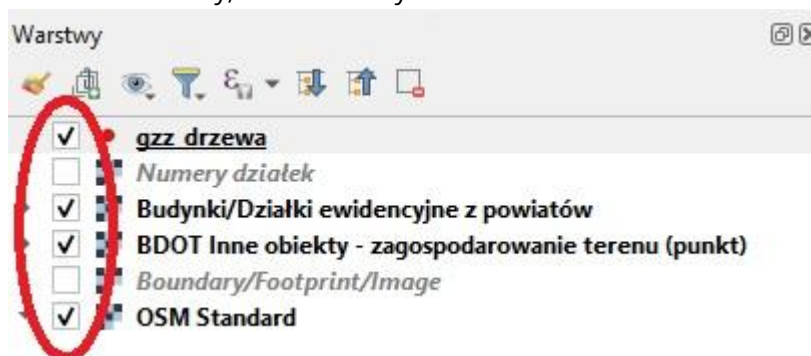 Warstwy
gzz drzewa
Numery działek
Budynki/Działki ewidencyjne z powiatów
BDOT Inne obiekty - zagospodarowanie terenu (punkt)
Boundary/Footprint/Image
OSM Standard